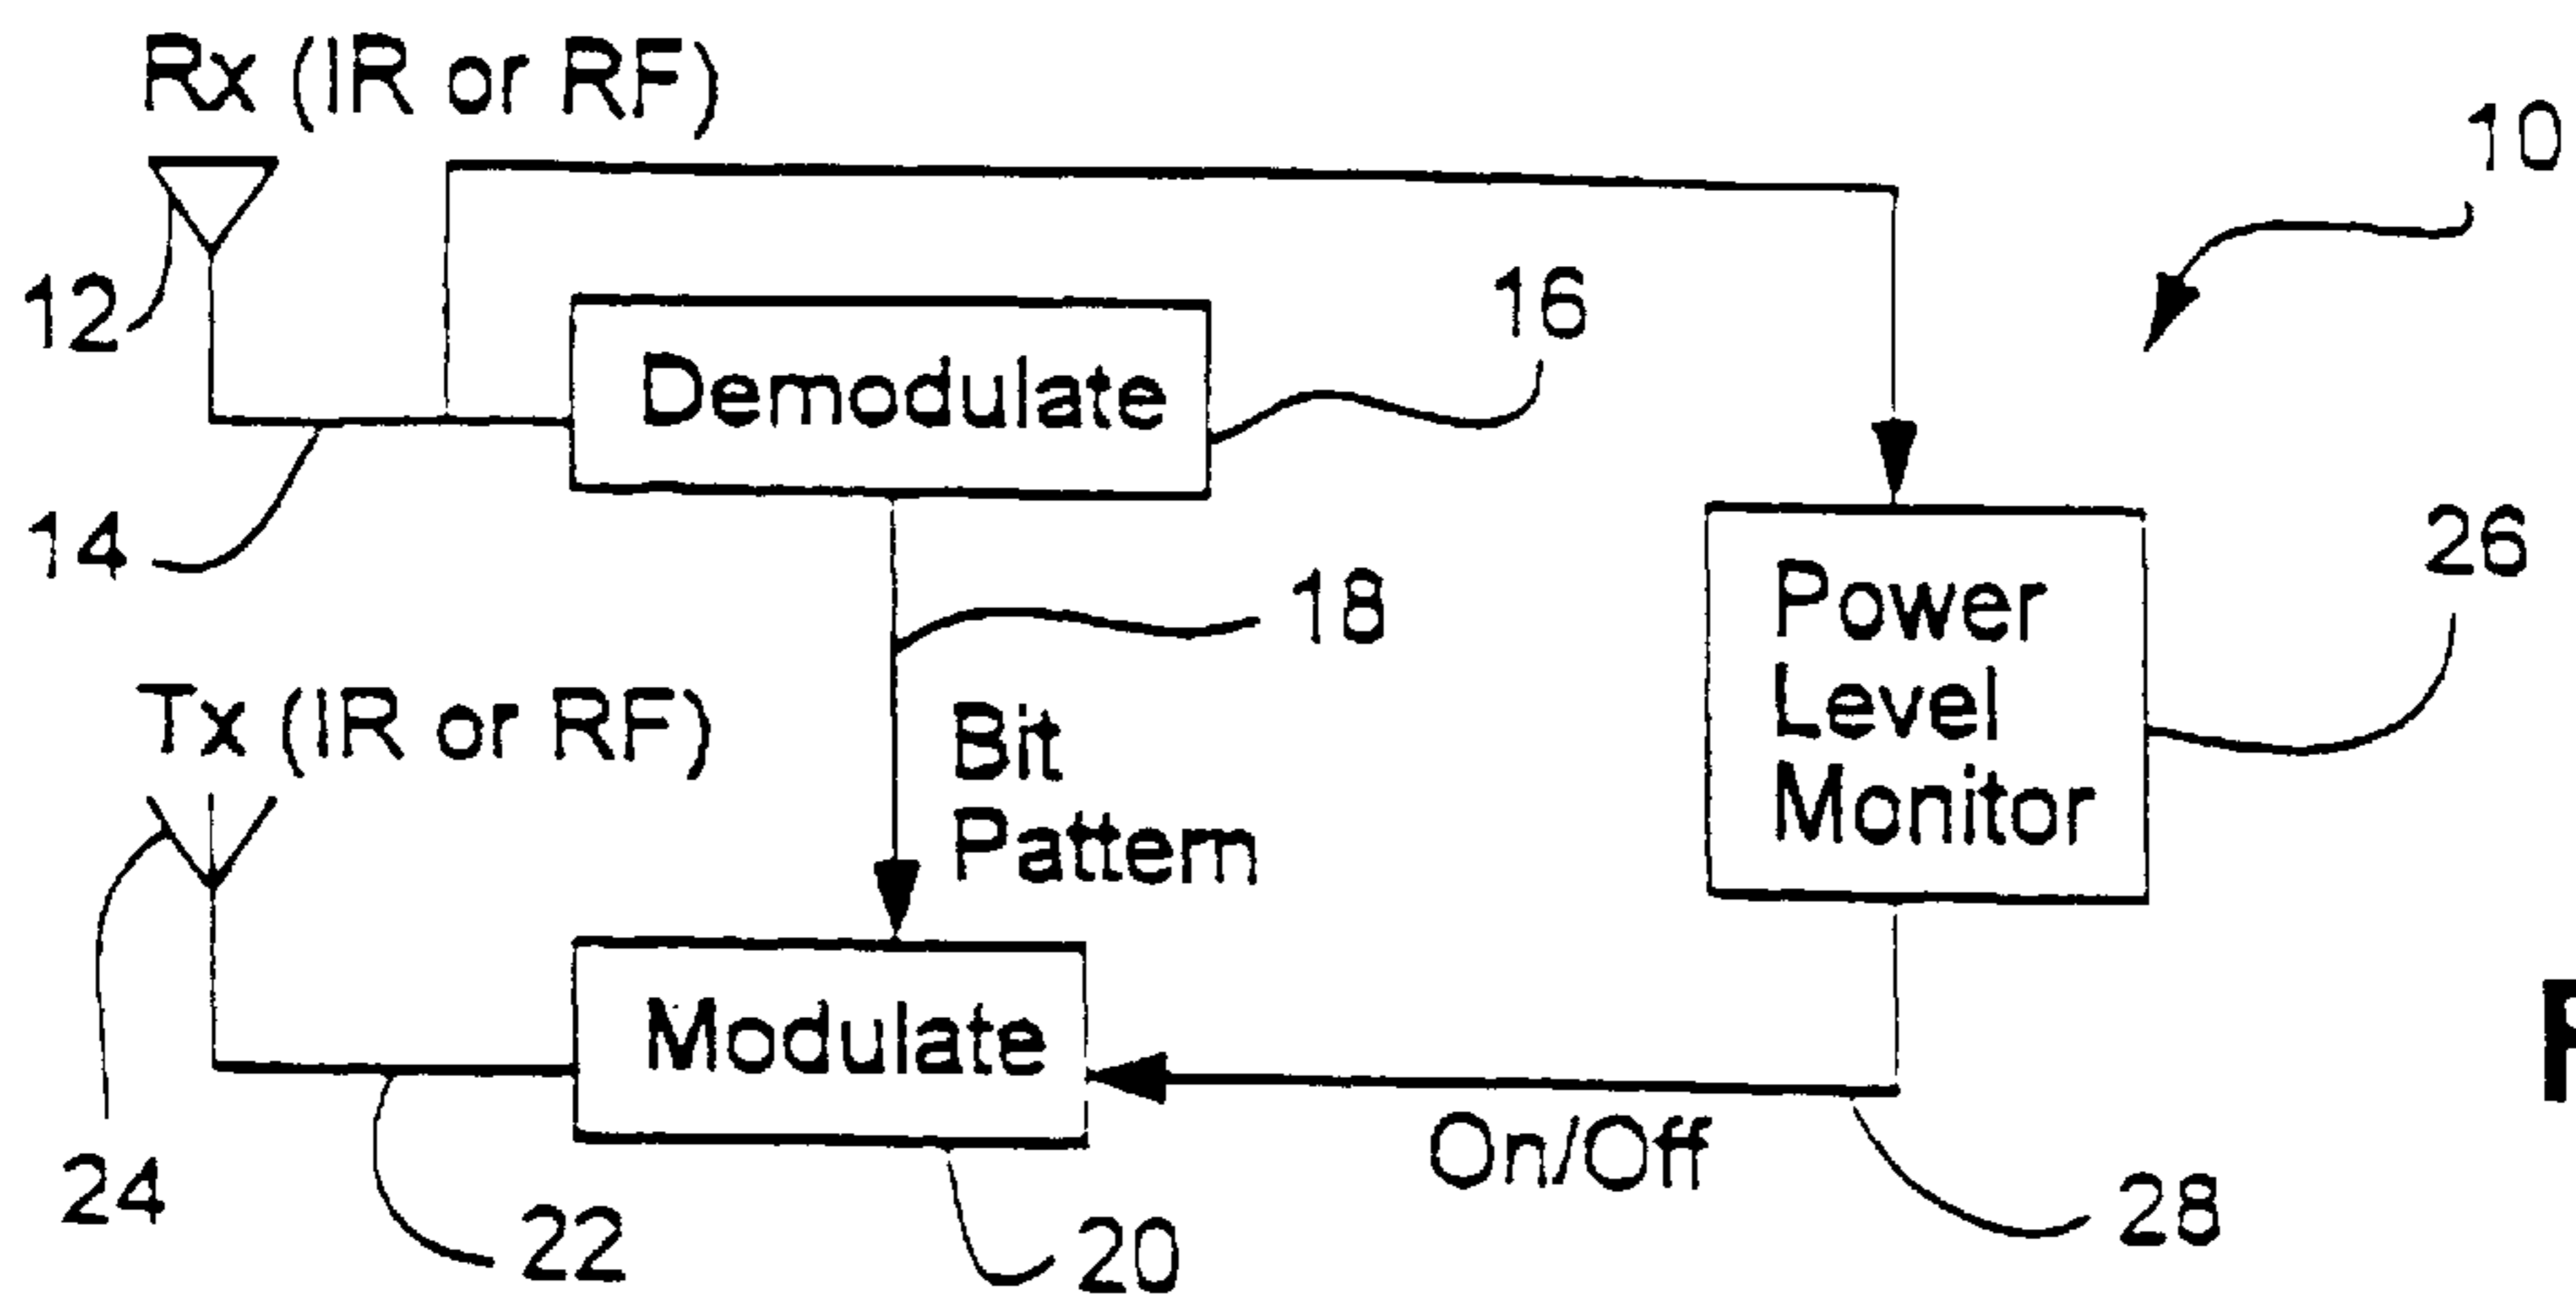 Rx (IR or RF)
10
12
16
Demodulate
14
18
26
Power
Level
Monitor
Tx (IR or RF)
Bit
Pattern
Modulate
On/Off
24
22
20
28